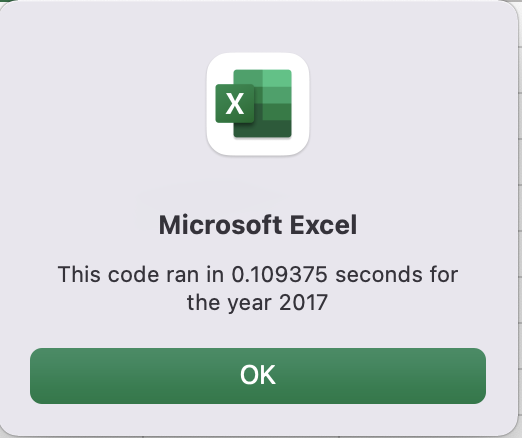 X
Microsoft Excel
This code ran in 0.109375 seconds for
the year 2017
OK